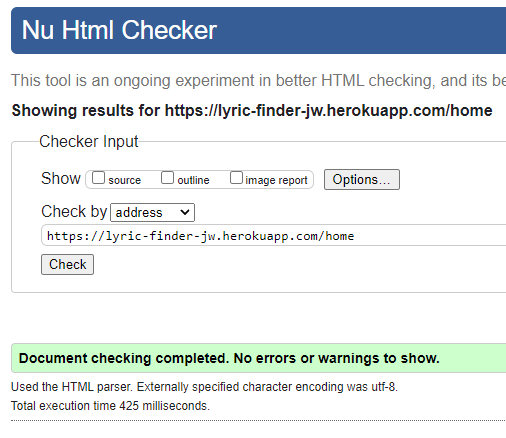 Nu Html Checker
This tool is an ongoing experiment in better HTML checking, and its be
Showing results for https://lyric-finder-jw.herokuapp.com/home
Checker Input
Show source outline image report Options...
Check by address
https://lyric-finder-jw.herokuapp.com/home
Check
Document checking completed. No errors or warnings to show.
Used the HTML parser. Externally specified character encoding was utf-8.
Total execution time 425 milliseconds.